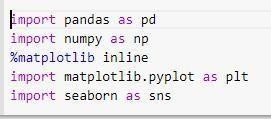 import pandas as pd
import numpy as np
%matplotlib inline
import matplotlib.pyplot as plt
import seaborn as sns